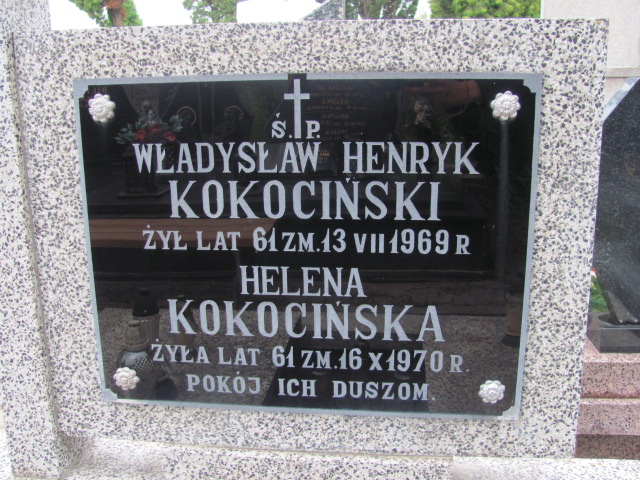 Ś.P.
WŁADYSŁAW HENRYK
KOKOCIŃSKI
ŻYŁ LAT 61 ZM. 13 VII 1969 R
HELENA
KOKOCIŃSKA
ŻYŁA LAT 61 ZM. 16 X 1970 R.
POKÓJ ICH DUSZOM.